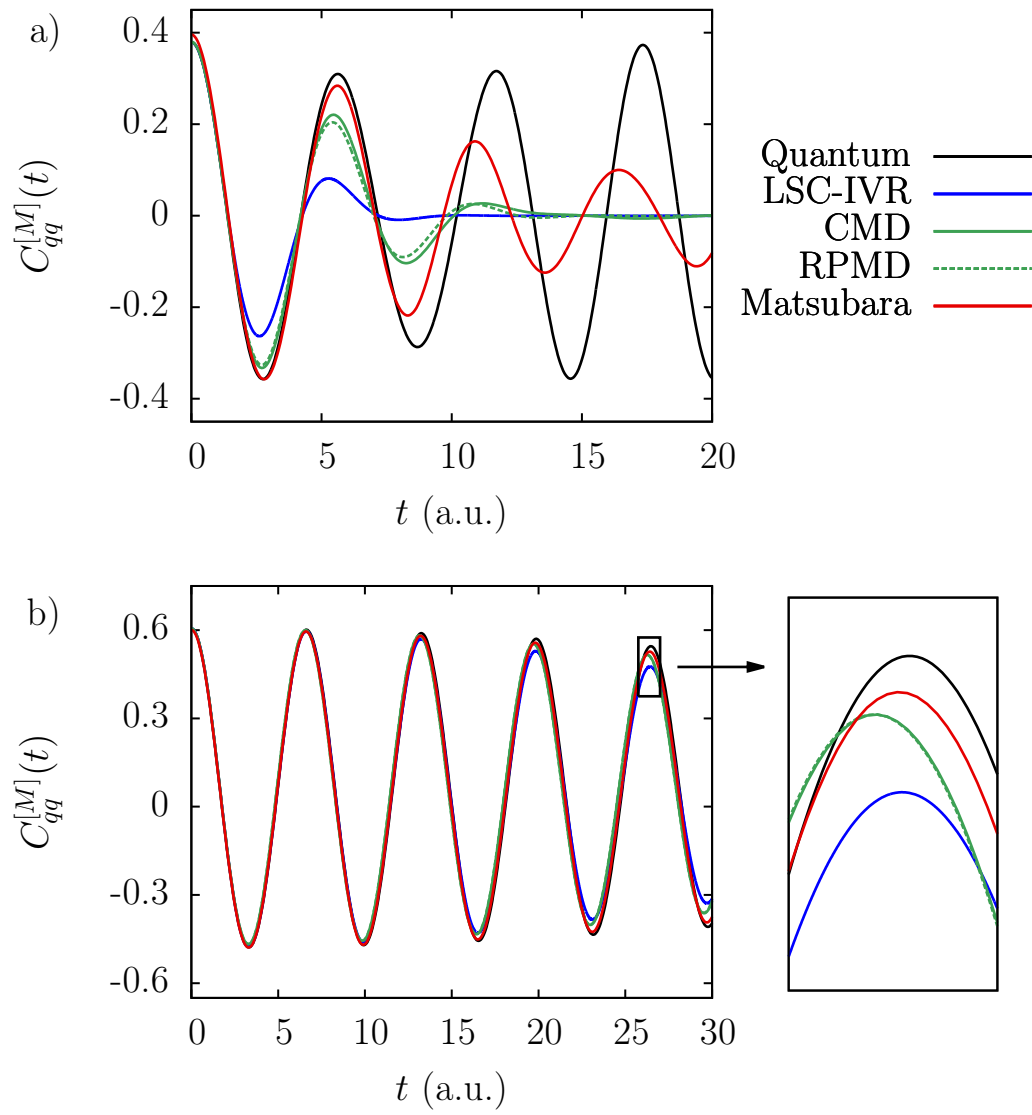 a)
0.4
0.2
0
-0.2
-0.4
C_{qq}^{[M]}(t)
0 5 10 15 20
t (a.u.)
Quantum
LSC-IVR
CMD
RPMD
Matsubara
b)
0.6
0.3
0
-0.3
-0.6
C_{qq}^{[M]}(t)
0 5 10 15 20 25 30
t (a.u.)